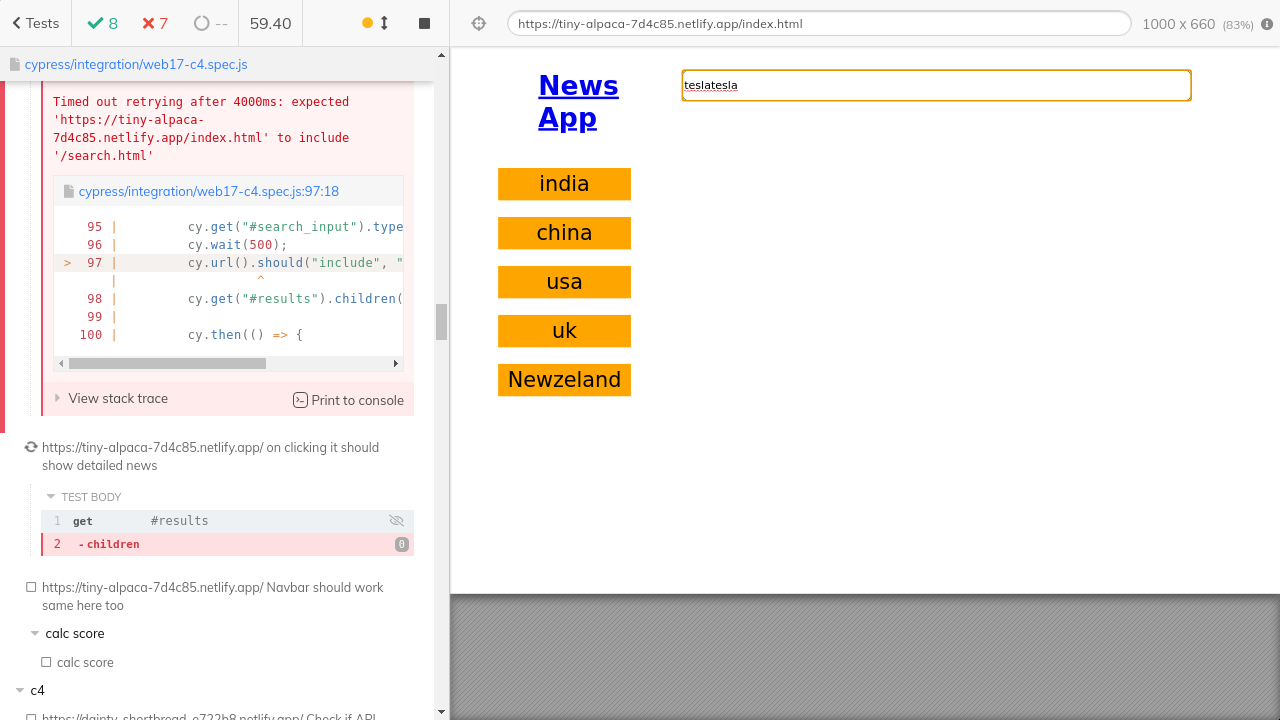 Tests
8
7
--
59.40
https://tiny-alpaca-7d4c85.netlify.app/index.html
1000 x 660 (83%)
cypress/integration/web17-c4.spec.js
Timed out retrying after 4000ms: expected
'https://tiny-alpaca-
7d4c85.netlify.app/index.html' to include
'/search.html'
cypress/integration/web17-c4.spec.js:97:18
95 | cy.get("#search_input").type
96 | cy.wait(500);
> 97 | cy.url().should("include", "
| ^
98 | cy.get("#results").children(
99 |
100 | cy.then(() => {
View stack trace
Print to console
https://tiny-alpaca-7d4c85.netlify.app/ on clicking it should
show detailed news
TEST BODY
1 get #results
2 -children 0
https://tiny-alpaca-7d4c85.netlify.app/ Navbar should work
same here too
calc score
calc score
c4
https://dainty-shortbread-e722b8.netlify.app/ Check if API
News
App
teslatesla
india
china
usa
uk
Newzeland